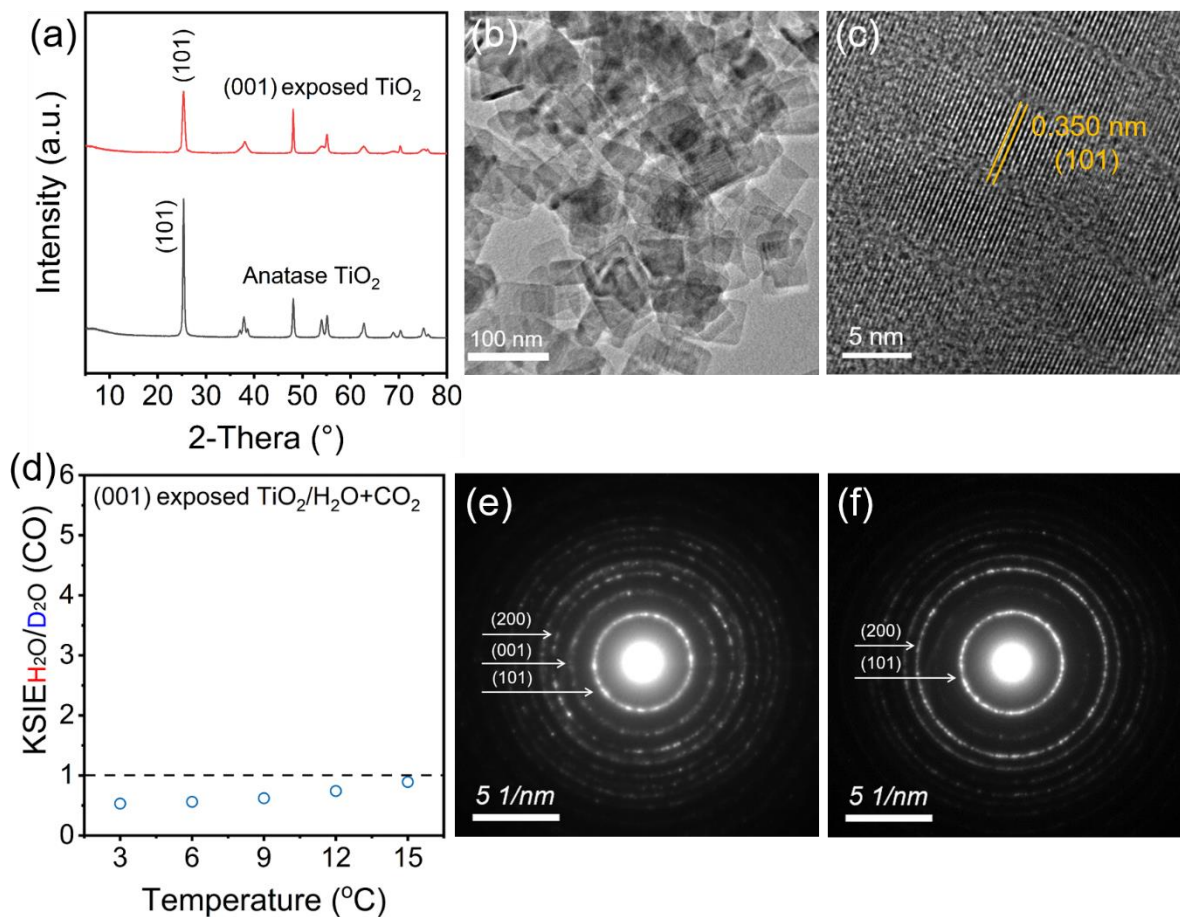 (a)
(101)
(001) exposed TiO₂
(101)
Anatase TiO₂
Intensity (a.u.)
10 20 30 40 50 60 70 80
2-Thera (°)
(b)
100 nm
(c)
0.350 nm
(101)
5 nm
(d)
(001) exposed TiO₂/H₂O+CO₂
KSIE H₂O/D₂O (CO)
6
5
4
3
2
1
0
3 6 9 12 15
Temperature (°C)
(e)
(200)
(001)
(101)
5 1/nm
(f)
(200)
(101)
5 1/nm